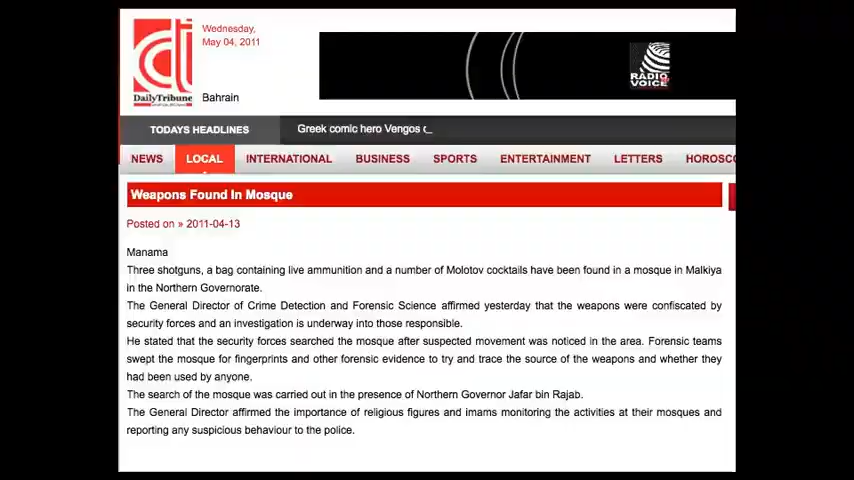 Wednesday,
May 04, 2011
DailyTribune
Bahrain
RADIO
VOICE
TODAYS HEADLINES
Greek comic hero Vengos
NEWS
LOCAL
INTERNATIONAL
BUSINESS
SPORTS
ENTERTAINMENT
LETTERS
HOROSC
Weapons Found In Mosque
Posted on » 2011-04-13
Manama
Three shotguns, a bag containing live ammunition and a number of Molotov cocktails have been found in a mosque in Malkiya
in the Northern Governorate.
The General Director of Crime Detection and Forensic Science affirmed yesterday that the weapons were confiscated by
security forces and an investigation is underway into those responsible.
He stated that the security forces searched the mosque after suspected movement was noticed in the area. Forensic teams
swept the mosque for fingerprints and other forensic evidence to try and trace the source of the weapons and whether they
had been used by anyone.
The search of the mosque was carried out in the presence of Northern Governor Jafar bin Rajab.
The General Director affirmed the importance of religious figures and imams monitoring the activities at their mosques and
reporting any suspicious behaviour to the police.